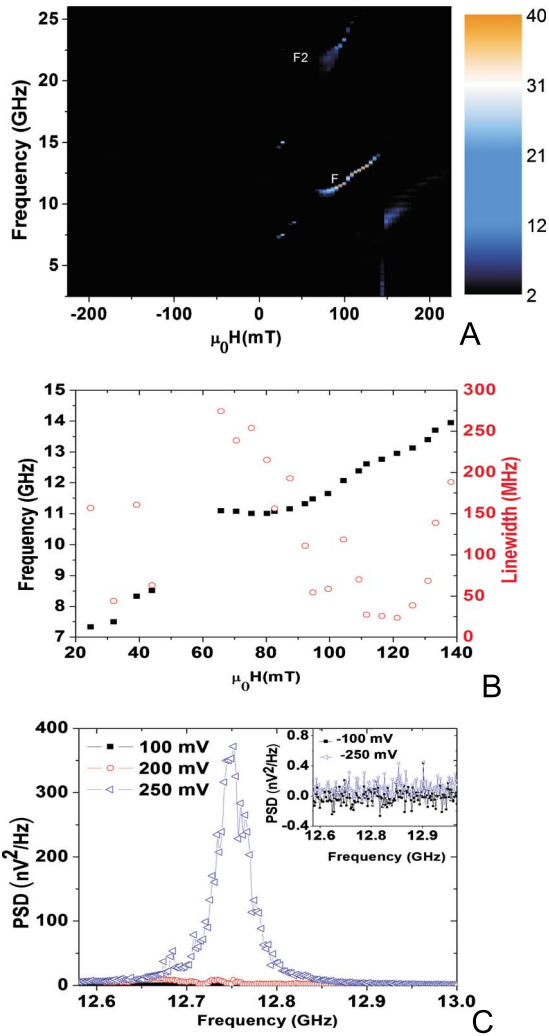 25
20
15
10
5
Frequency (GHz)
F2
F
-200 -100 0 100 200
μ0H(mT)
40
31
21
12
2
A
15
14
13
12
11
10
9
8
7
Frequency (GHz)
300
250
200
150
100
50
0
Linewidth (MHz)
20 40 60 80 100 120 140
μ0H(mT)
B
400
300
200
100
0
PSD (nV²/Hz)
100 mV
200 mV
250 mV
0.8
0.4
0.0
-0.4
PSD (nV²/Hz)
-100 mV
-250 mV
12.6 12.8 12.9
Frequency (GHz)
12.6 12.7 12.8 12.9 13.0
Frequency (GHz)
C